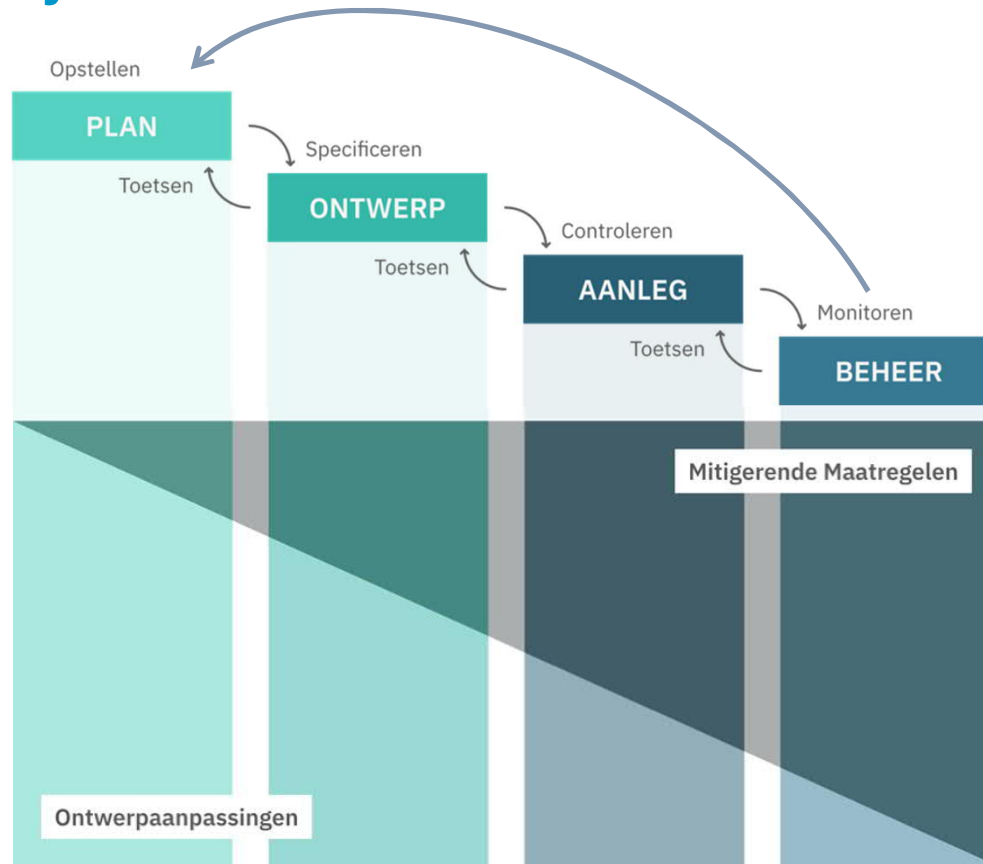 Opstellen
PLAN
Specificeren
Toetsen
ONTWERP
Controleren
Toetsen
AANLEG
Monitoren
Toetsen
BEHEER
Mitigerende Maatregelen
Ontwerpaanpassingen